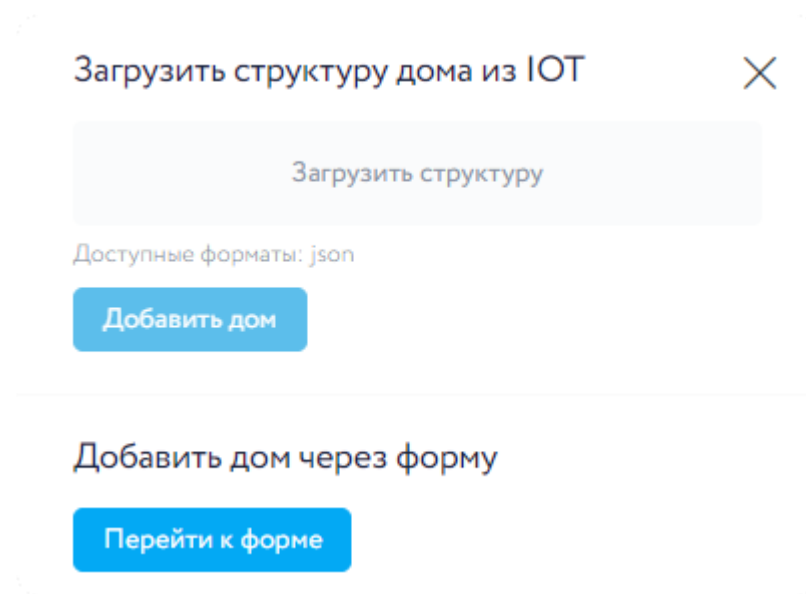 Загрузить структуру дома из IOT
Загрузить структуру
Доступные форматы: json
Добавить дом
Добавить дом через форму
Перейти к форме